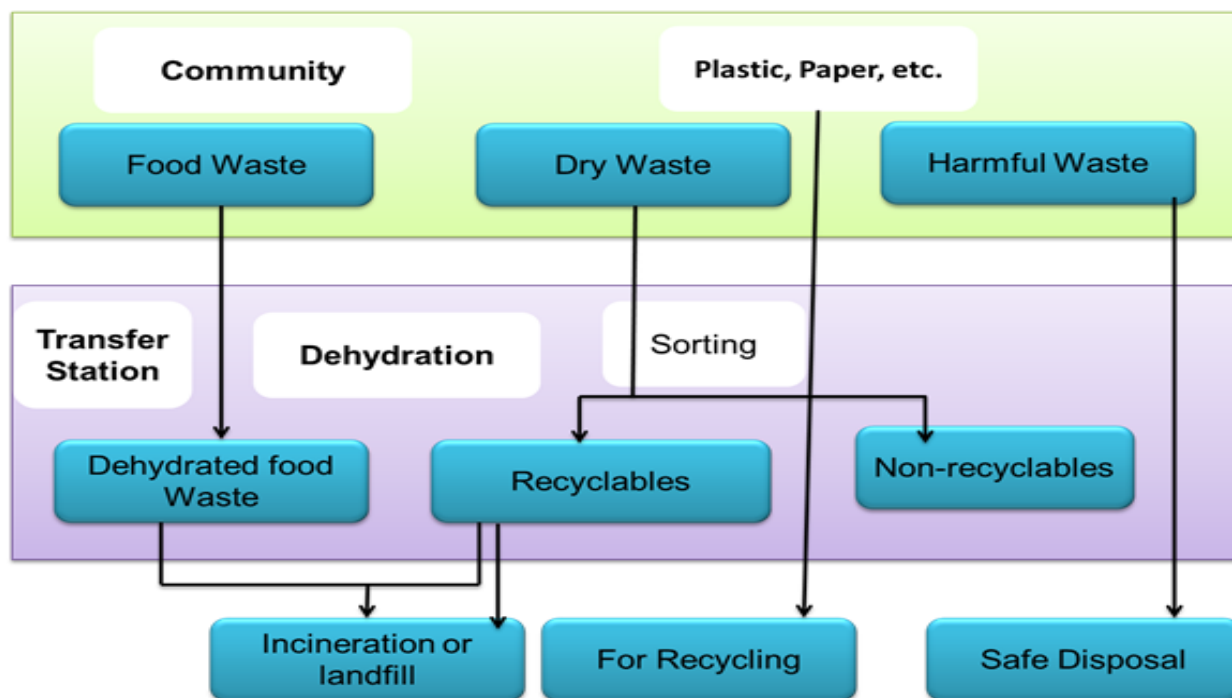 Community
Plastic, Paper, etc.
Food Waste
Dry Waste
Harmful Waste
Transfer
Station
Dehydration
Sorting
Dehydrated food
Waste
Recyclables
Non-recyclables
Incineration or
landfill
For Recycling
Safe Disposal